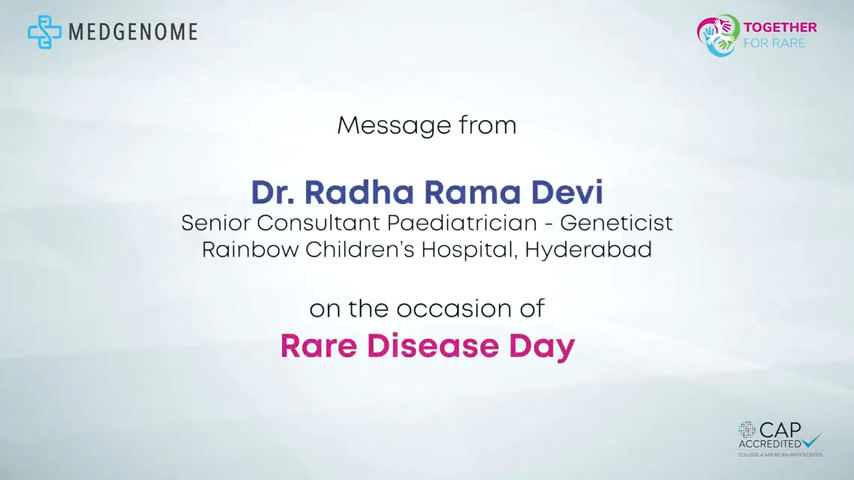 MEDGENOME
TOGETHER
FOR RARE
Message from
Dr. Radha Rama Devi
Senior Consultant Paediatrician - Geneticist
Rainbow Children's Hospital, Hyderabad
on the occasion of
Rare Disease Day
CAP
ACCREDITED
COLLEGE of AMERICAN PATHOLOGISTS